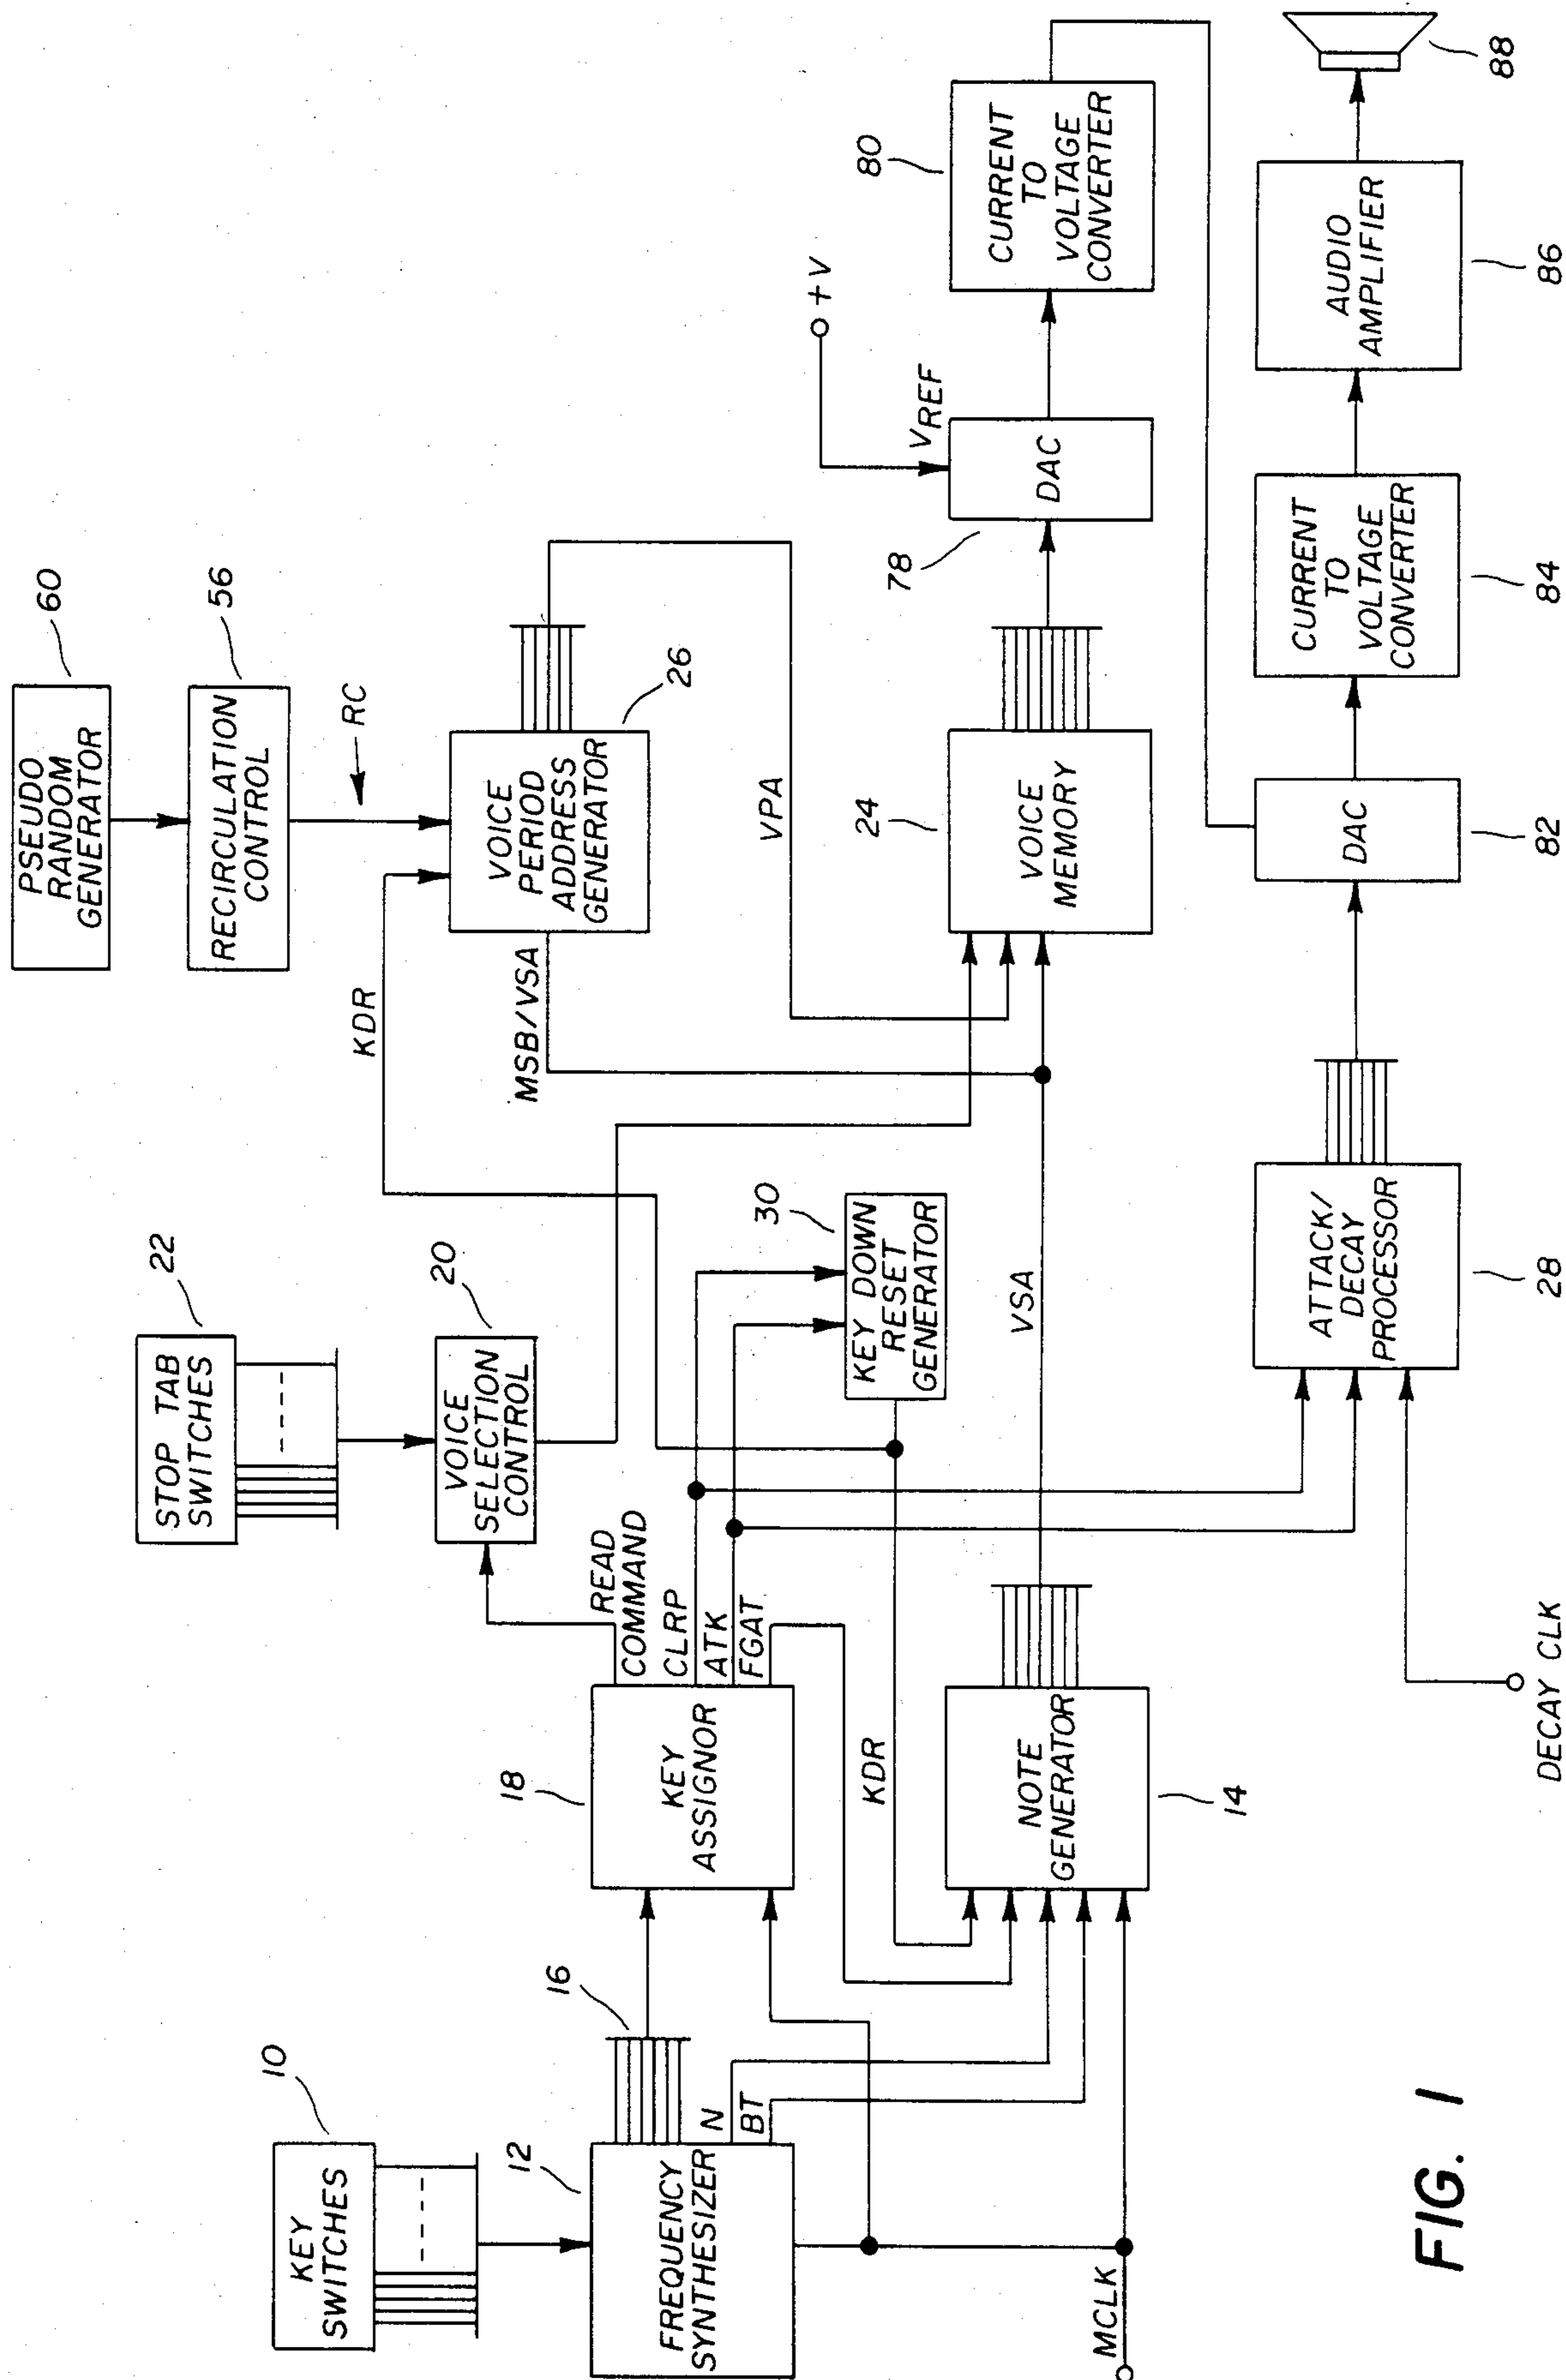 10
KEY
SWITCHES
12
FREQUENCY
SYNTHESIZER
16
N
BT
MCLK
22
STOP TAB
SWITCHES
20
VOICE
SELECTION
CONTROL
18
KEY
ASSIGNOR
READ
COMMAND
CLRP
ATK
FGAT
KDR
NOTE
GENERATOR
14
30
KEY DOWN
RESET
GENERATOR
VSA
60
PSEUDO
RANDOM
GENERATOR
56
RECIRCULATION
CONTROL
RC
KDR
26
VOICE
PERIOD
ADDRESS
GENERATOR
MSB/VSA
VPA
24
VOICE
MEMORY
78
DAC
VREF
+V
80
CURRENT
TO
VOLTAGE
CONVERTER
ATTACK/
DECAY
PROCESSOR
28
DECAY CLK
DAC
82
CURRENT
TO
VOLTAGE
CONVERTER
84
AUDIO
AMPLIFIER
86
88
FIG. 1